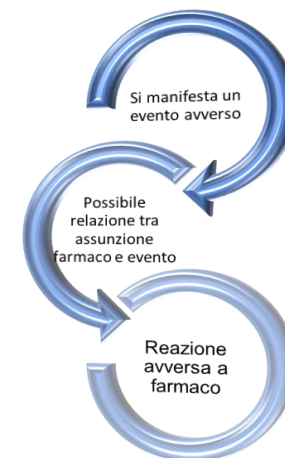 Si manifesta un
evento avverso
Possibile
relazione tra
assunzione
farmaco e evento
Reazione
avversa a
farmaco